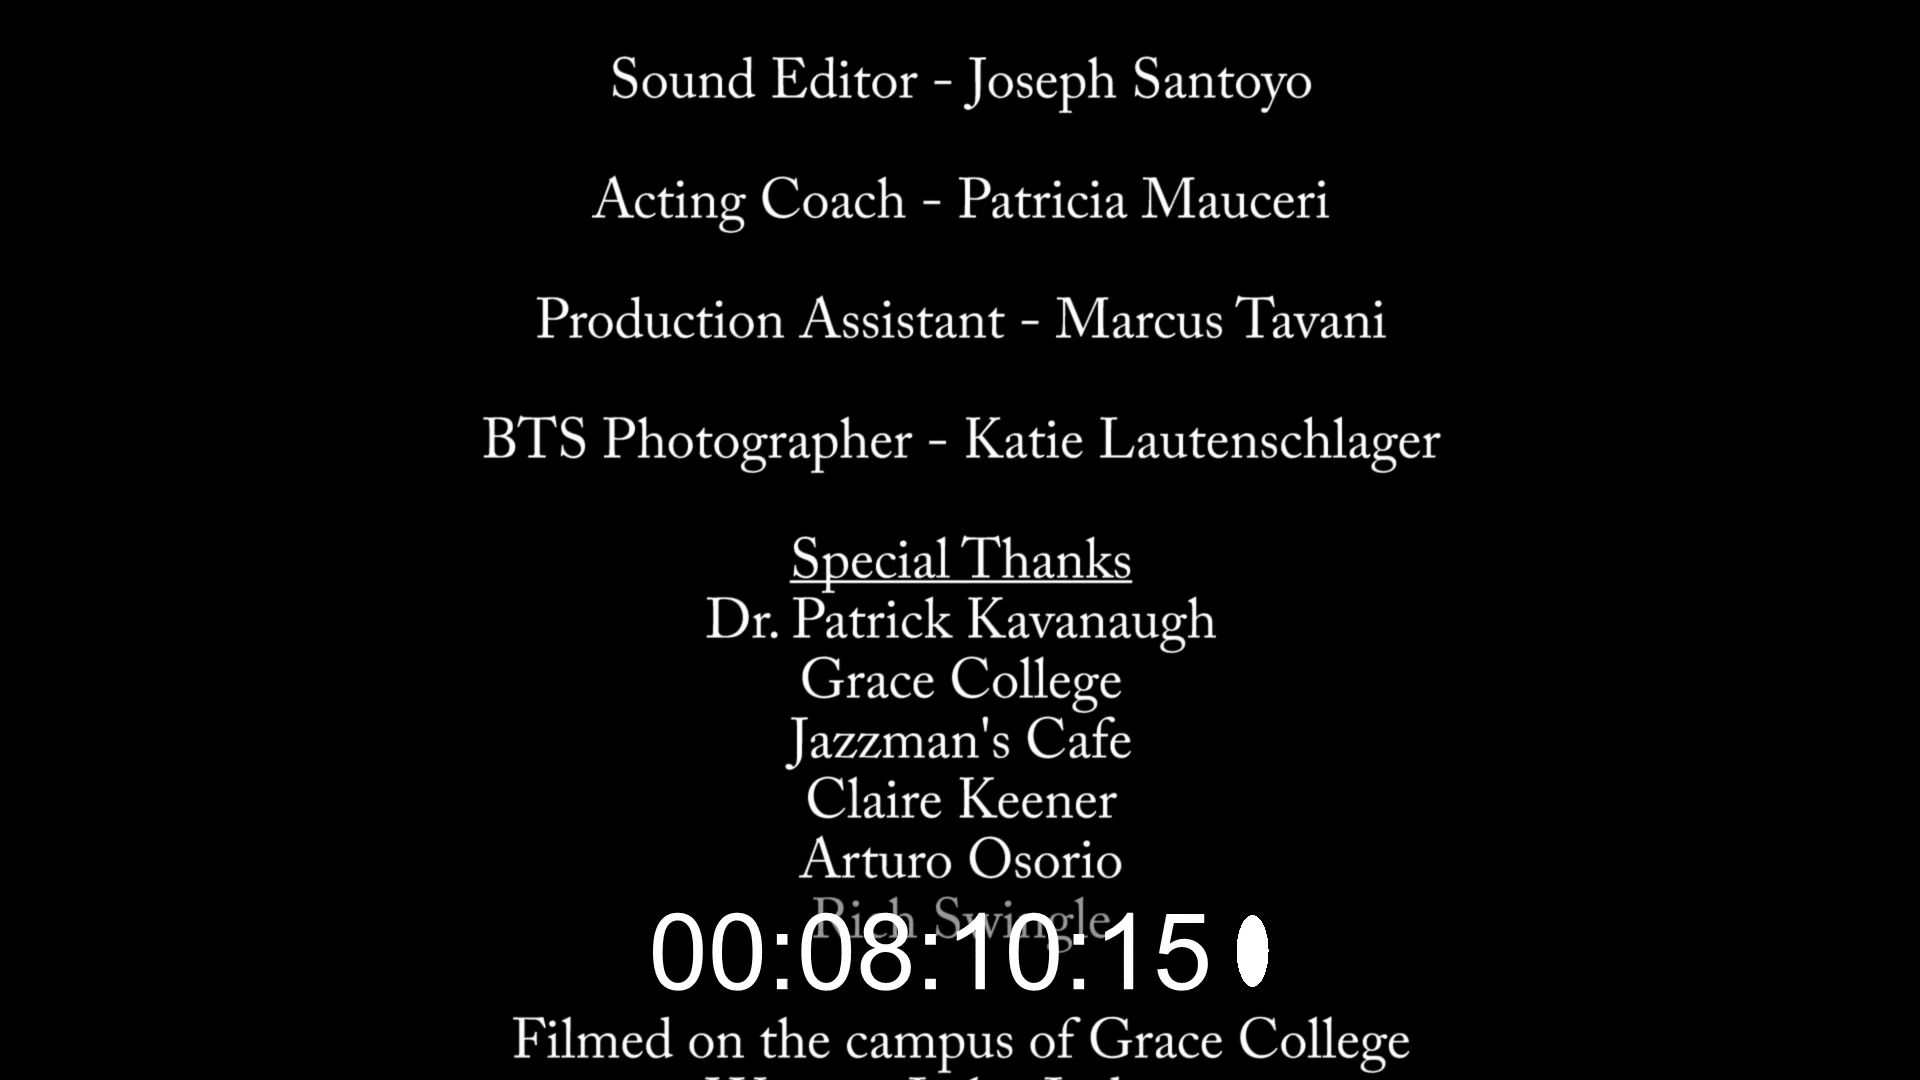 Sound Editor - Joseph Santoyo
Acting Coach - Patricia Mauceri
Production Assistant - Marcus Tavani
BTS Photographer - Katie Lautenschlager
Special Thanks
Dr. Patrick Kavanaugh
Grace College
Jazzman's Cafe
Claire Keener
Arturo Osorio
Rich Swingle
00:08:10:15
Filmed on the campus of Grace College